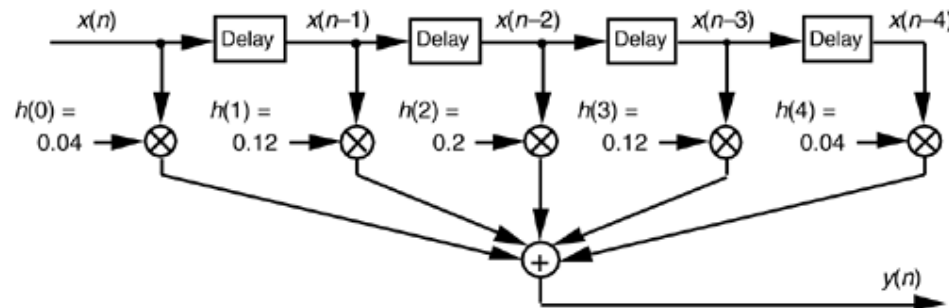 x(n) Delay x(n–1) Delay x(n–2) Delay x(n–3) Delay x(n–4)
h(0) = h(1) = h(2) = h(3) = h(4) =
0.04 0.12 0.2 0.12 0.04
+
y(n)